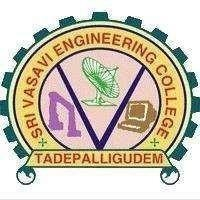 SRI VASAVI ENGINEERING COLLEGE
TADEPALLIGUDEM